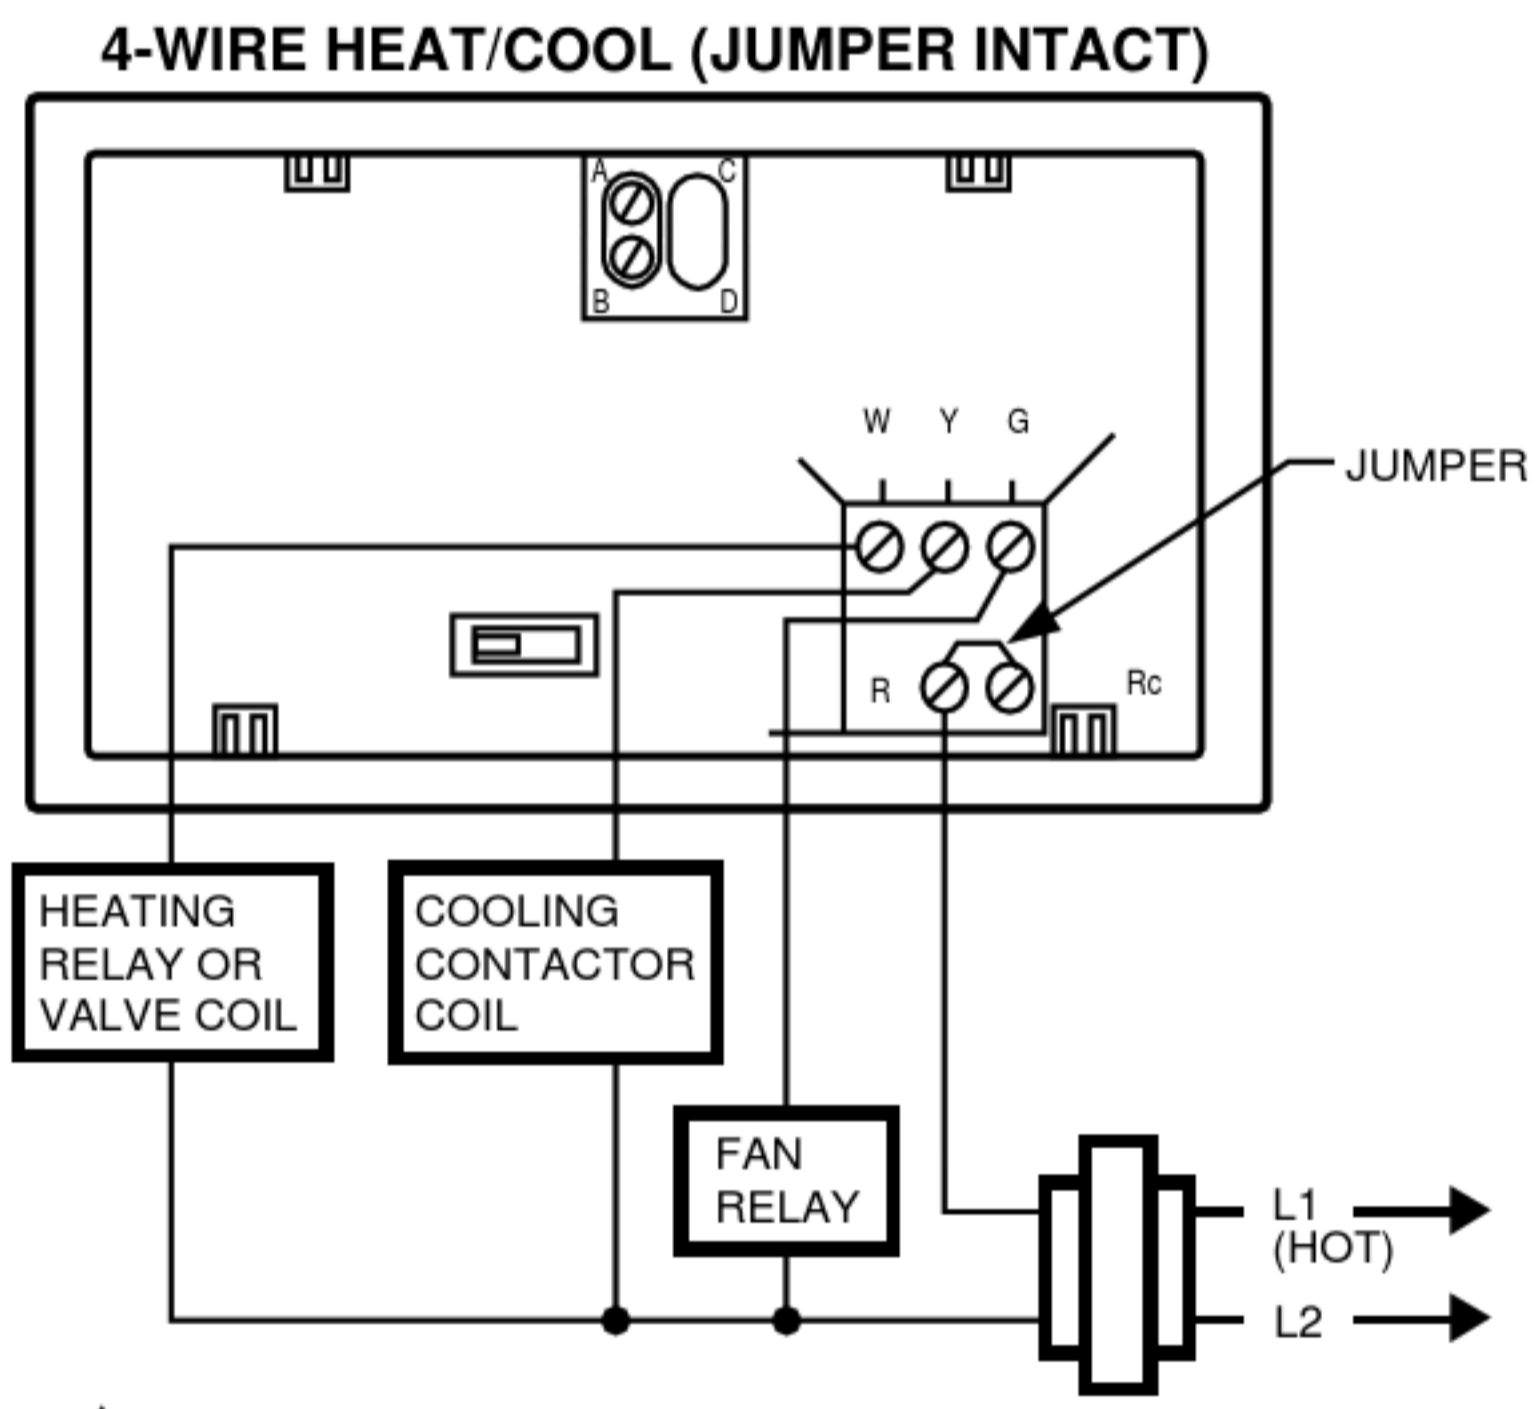 4-WIRE HEAT/COOL (JUMPER INTACT)
A
C
B
D
W Y G
JUMPER
R
Rc
HEATING
RELAY OR
VALVE COIL
COOLING
CONTACTOR
COIL
FAN
RELAY
L1
(HOT)
L2